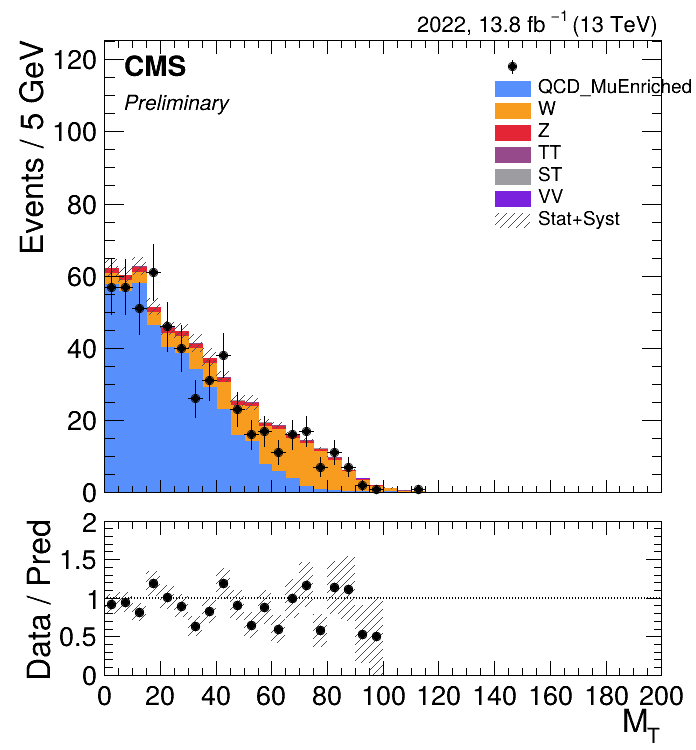 2022, 13.8 fb⁻¹ (13 TeV)
CMS
Preliminary
QCD_MuEnriched
W
Z
TT
ST
VV
Stat+Syst
Events / 5 GeV
120
100
80
60
40
20
0
Data / Pred
2
1.5
1
0.5
0
0 20 40 60 80 100 120 140 160 180 200
M_T